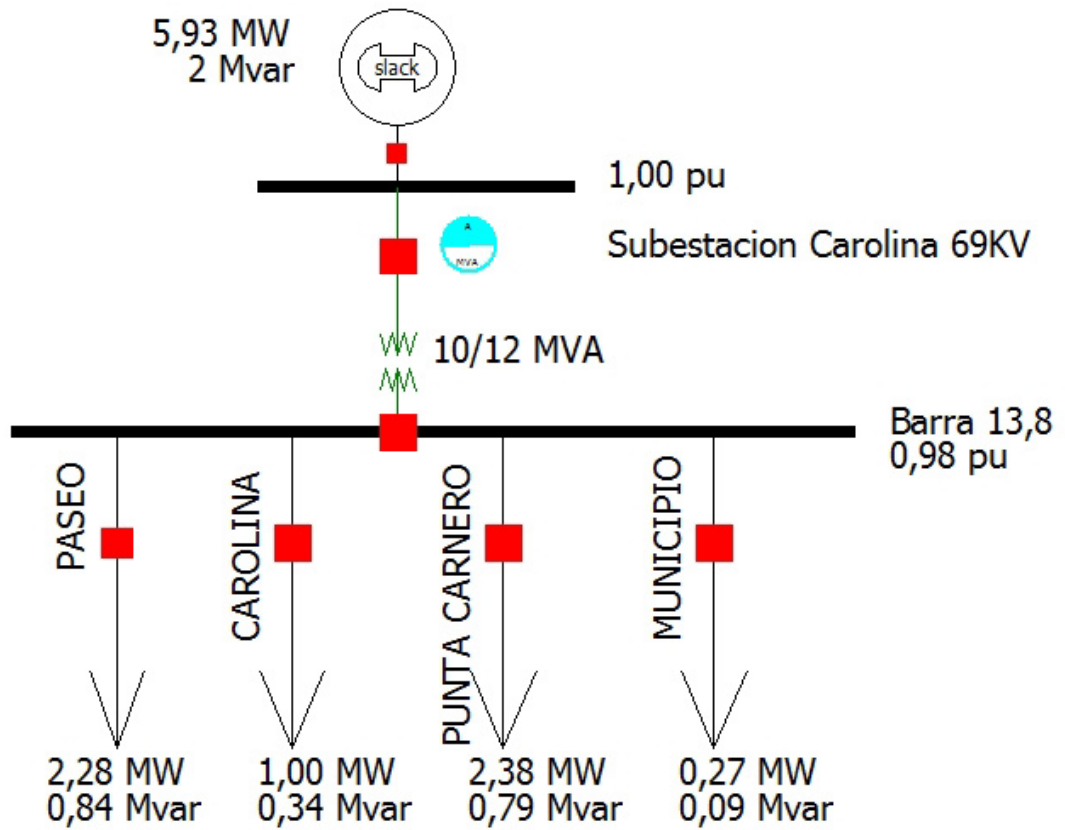 5,93 MW
2 Mvar
slack
1,00 pu
A
MVA
Subestacion Carolina 69KV
10/12 MVA
Barra 13,8
0,98 pu
PASEO
CAROLINA
PUNTA CARNERO
MUNICIPIO
2,28 MW
0,84 Mvar
1,00 MW
0,34 Mvar
2,38 MW
0,79 Mvar
0,27 MW
0,09 Mvar